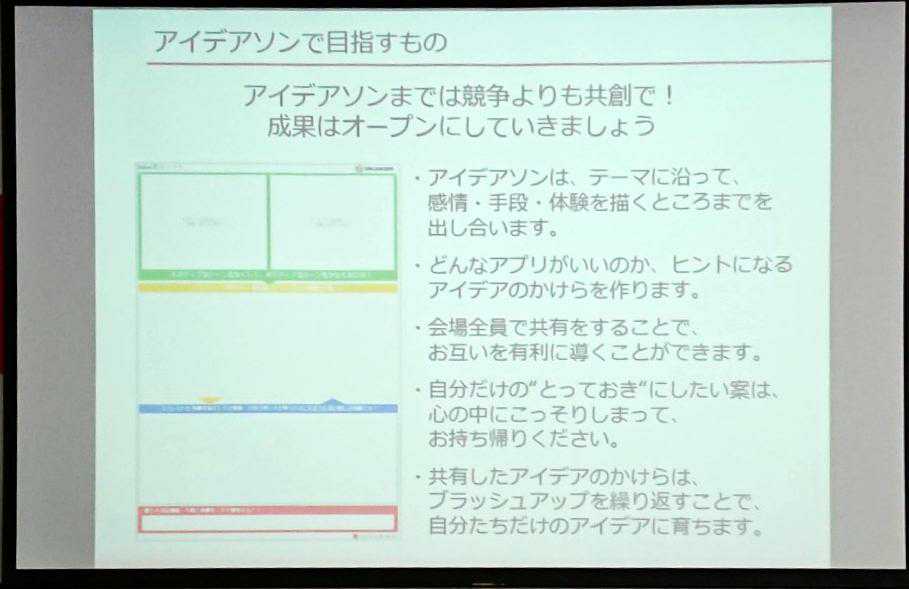 アイデアソンで目指すもの
アイデアソンまでは競争よりも共創で！
成果はオープンにしていきましょう
・アイデアソンは、テーマに沿って、
感情・手段・体験を描くところまでを
出し合います。
・どんなアプリがいいのか、ヒントになる
アイデアのかけらを作ります。
・会場全員で共有をすることで、
お互いを有利に導くことができます。
・自分だけの“とっておき“にしたい案は、
心の中にこっそりしまって、
お持ち帰りください。
・共有したアイデアのかけらは、
ブラッシュアップを繰り返すことで、
自分たちだけのアイデアに育ちます。